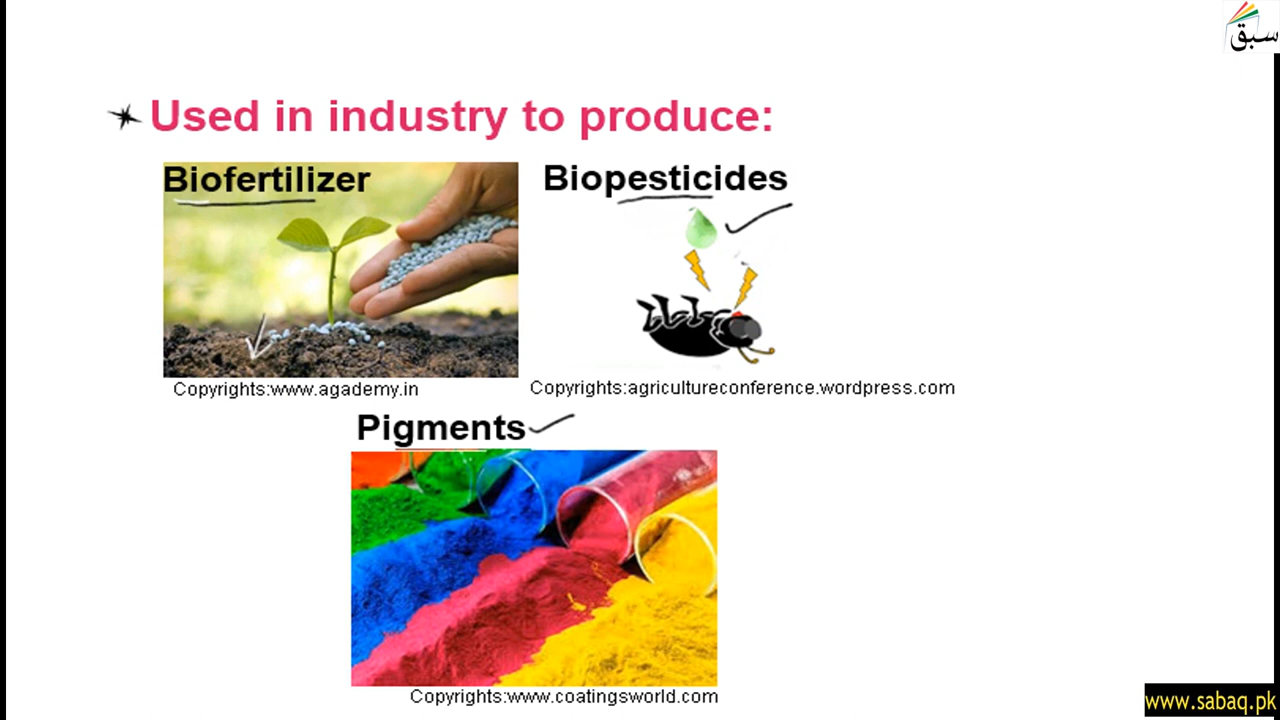 سبق
Used in industry to produce:
Biofertilizer
Biopesticides
Copyrights:www.agademy.in
Copyrights:agricultureconference.wordpress.com
Pigments
Copyrights:www.coatingsworld.com
www.sabaq.pk